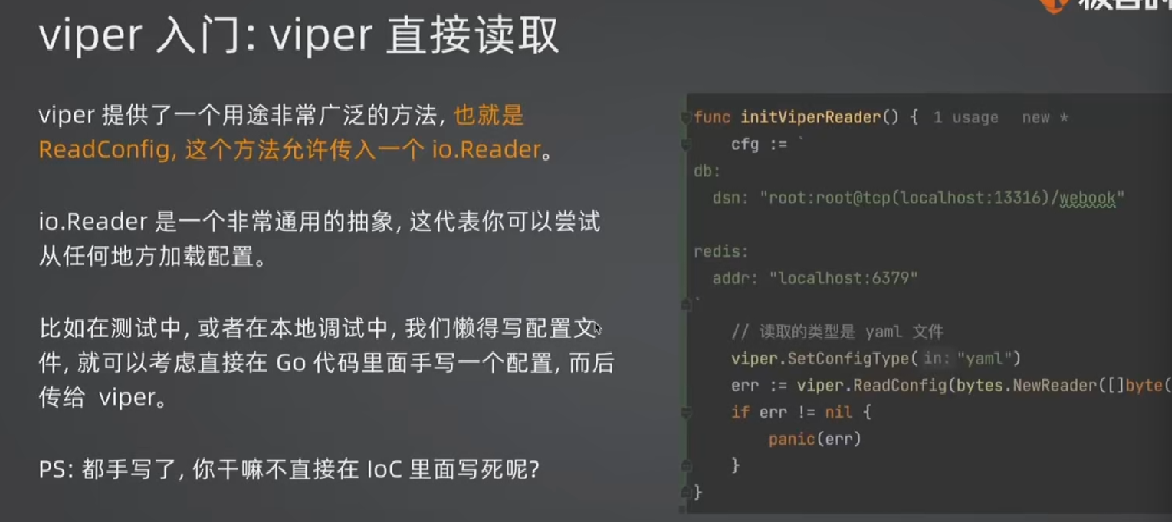 viper 入门: viper 直接读取
viper 提供了一个用途非常广泛的方法, 也就是
ReadConfig, 这个方法允许传入一个 io.Reader。
io.Reader 是一个非常通用的抽象, 这代表你可以尝试
从任何地方加载配置。
比如在测试中, 或者在本地调试中, 我们懒得写配置文
件, 就可以考虑直接在 Go 代码里面手写一个配置, 而后
传给 viper。
PS: 都手写了, 你干嘛不直接在 IoC 里面写死呢?
func initViperReader() { 1 usage new *
cfg := `
db:
dsn: "root:root@tcp(localhost:13316)/webook"
redis:
addr: "localhost:6379"
`
// 读取的类型是 yaml 文件
viper.SetConfigType( in: "yaml")
err := viper.ReadConfig(bytes.NewReader([]byte(
if err != nil {
panic(err)
}
}